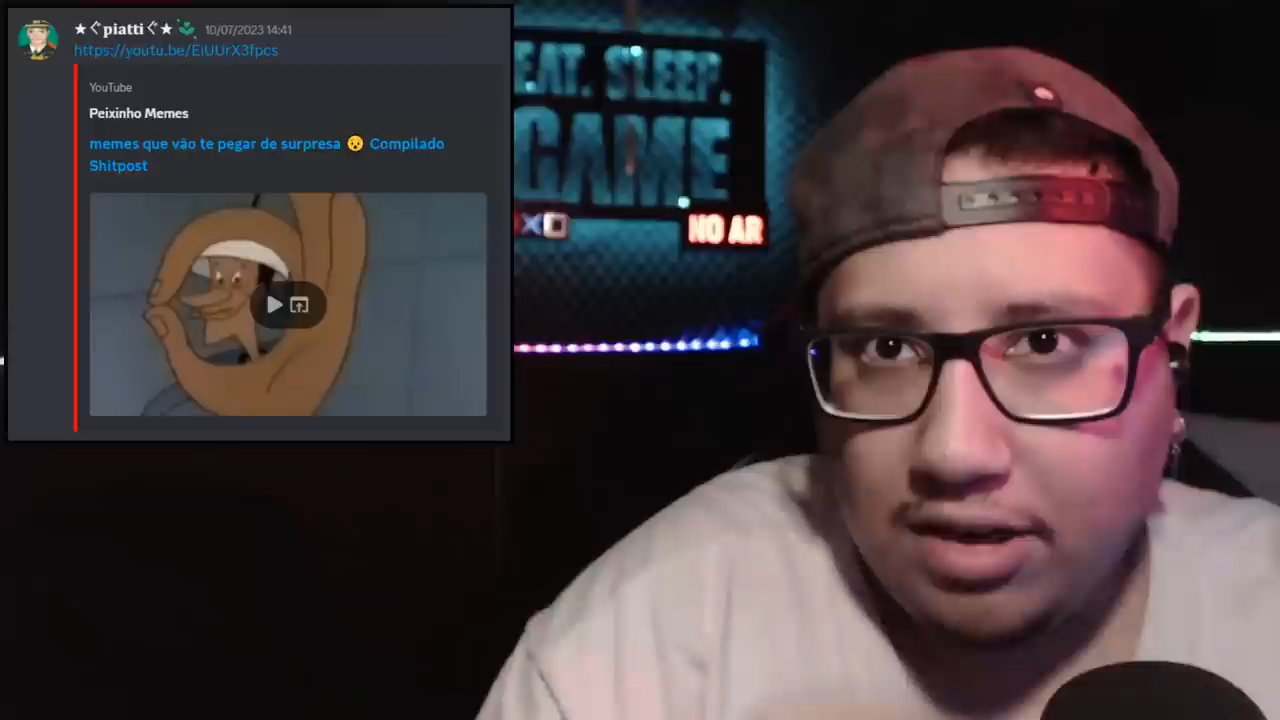 ★ᐸpiattiᐸ★ 10/07/2023 14:41
https://youtu.be/EiUUrX3fpcs
YouTube
Peixinho Memes
memes que vão te pegar de surpresa 😯 Compilado
Shitpost
EAT. SLEEP.
GAME
NO AR